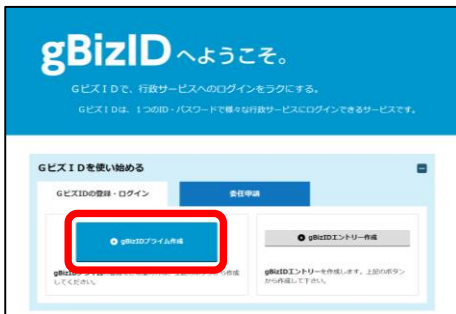 gBizIDへようこそ。
GビズIDで、行政サービスへのログインをラクにする。
GビズIDは、1つのID・パスワードで様々な行政サービスにログインできるサービスです。
GビズIDを使い始める
GビズIDの登録・ログイン
委任申請
gBizIDプライム作成
gBizIDエントリー作成
作成
してください。
gBizIDエントリーを作成します。上記のボタン
から作成して下さい。